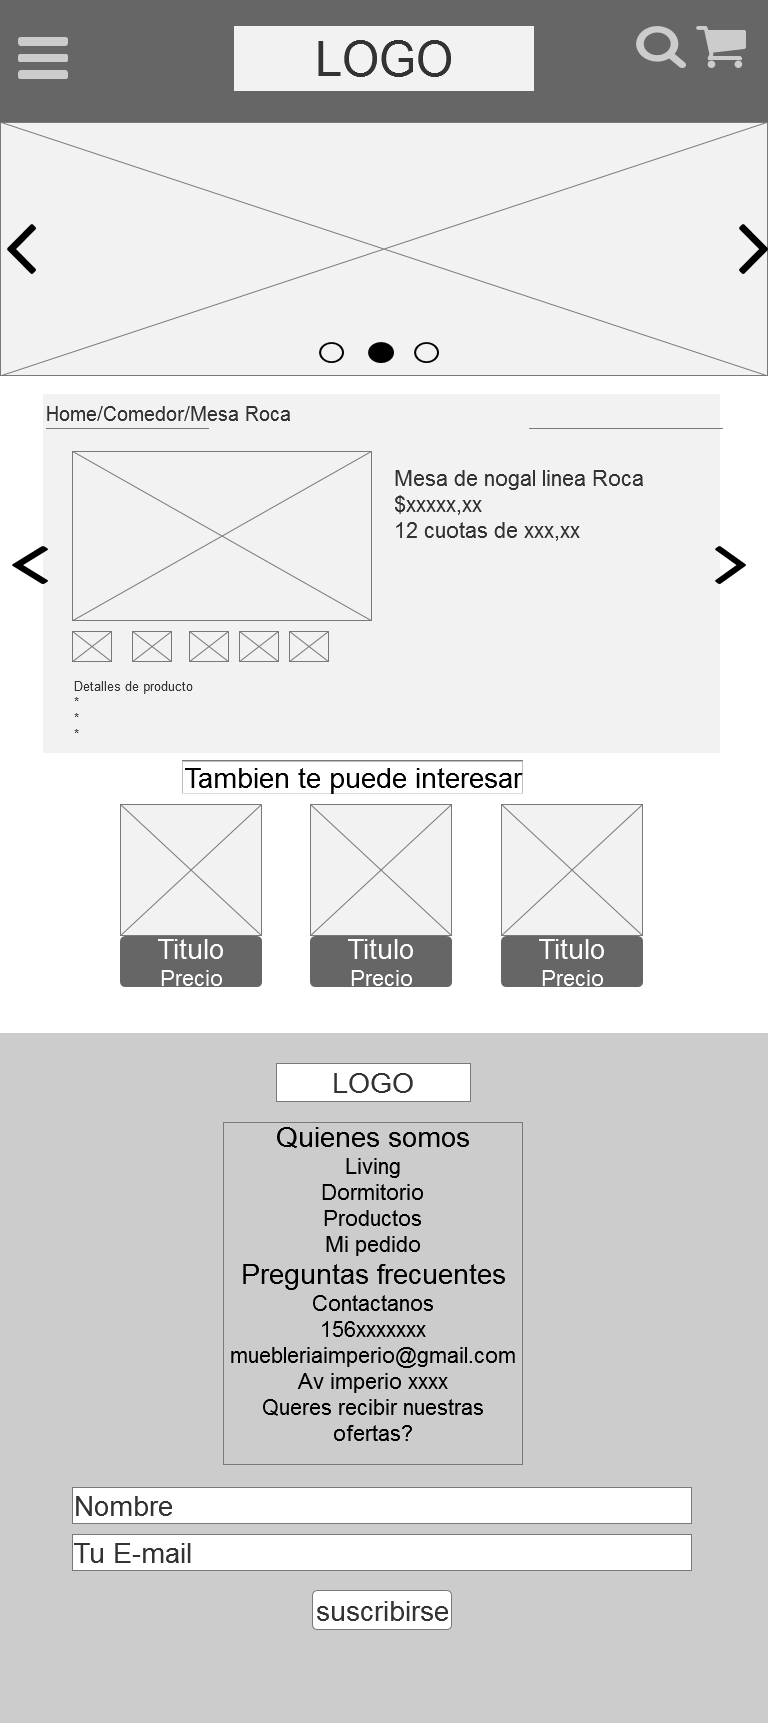 LOGO
Home/Comedor/Mesa Roca
Mesa de nogal linea Roca
$xxxxx,xx
12 cuotas de xxx,xx
Detalles de producto
*
*
*
Tambien te puede interesar
Titulo
Precio
Titulo
Precio
Titulo
Precio
LOGO
Quienes somos
Living
Dormitorio
Productos
Mi pedido
Preguntas frecuentes
Contactanos
156xxxxxxx
muebleriaimperio@gmail.com
Av imperio xxxx
Queres recibir nuestras
ofertas?
Nombre
Tu E-mail
suscribirse